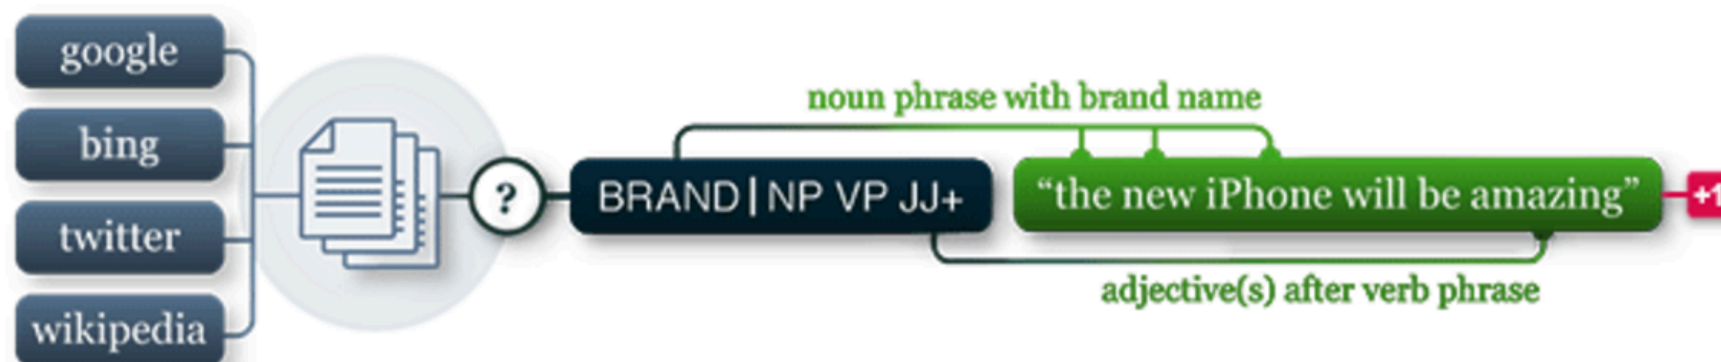 google
bing
twitter
wikipedia
?
noun phrase with brand name
BRAND|NP VP JJ+
“the new iPhone will be amazing”
+1
adjective(s) after verb phrase